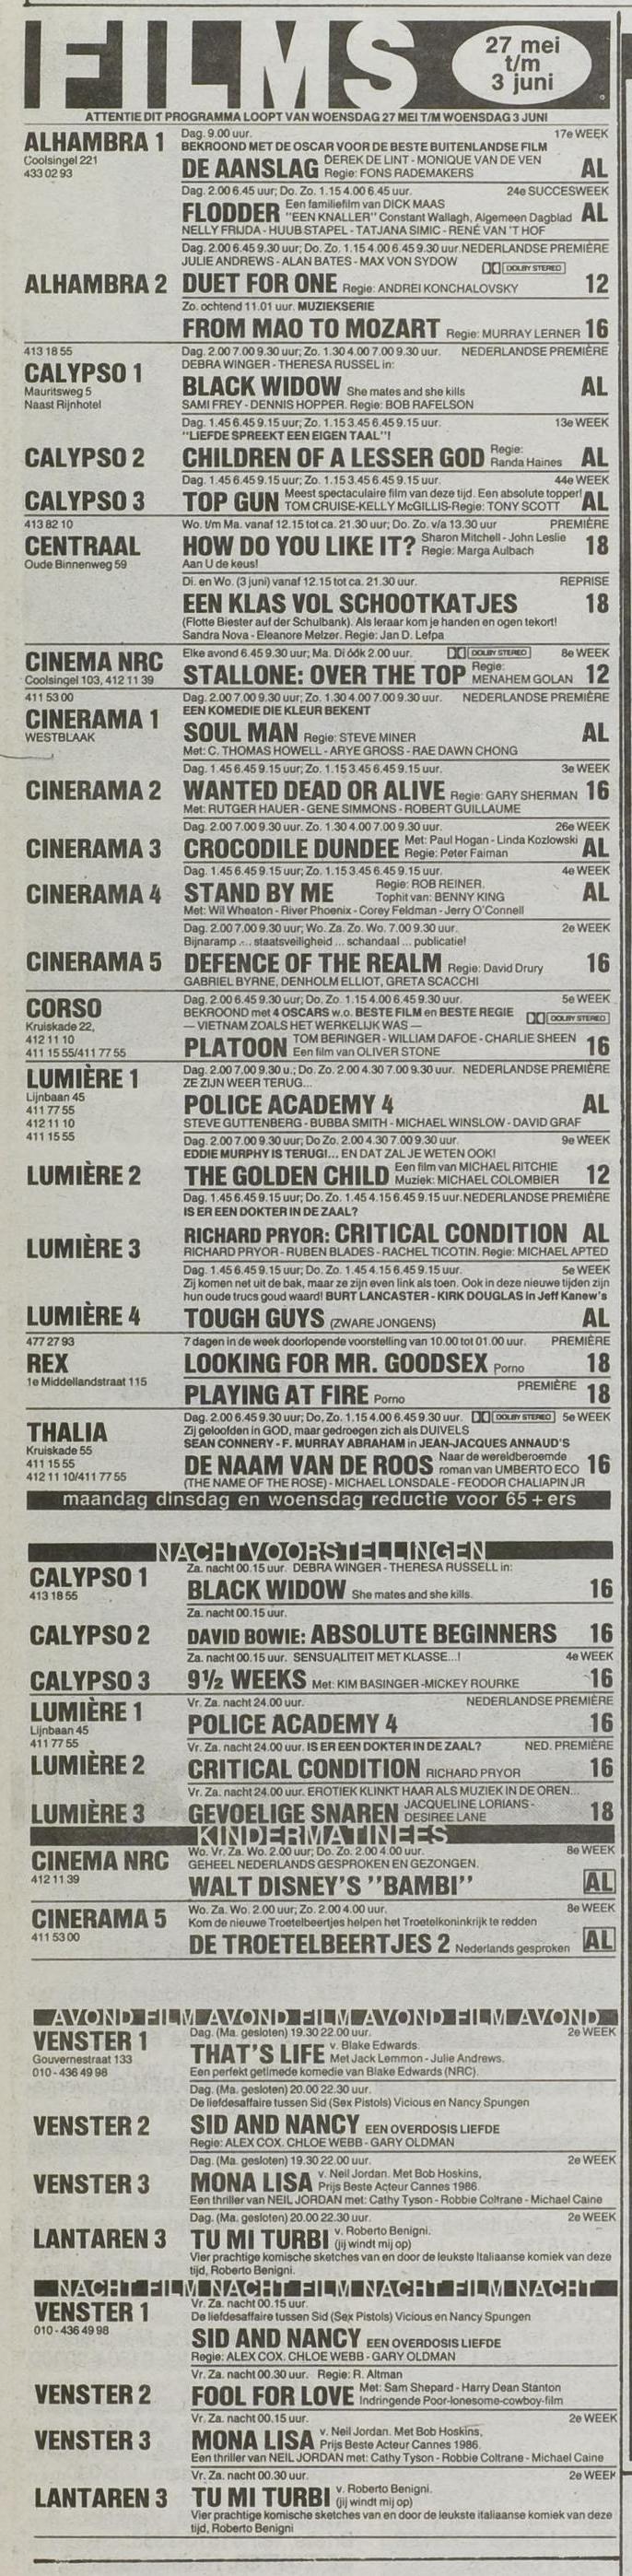 FILMS
27 mei
t/m
3 juni
ATTENTIE DIT PROGRAMMA LOOPT VAN WOENSDAG 27 MEI T/M WOENSDAG 3 JUNI
ALHAMBRA 1
Coolsingel 221
433 02 93
Dag. 9.00 uur. 17e WEEK
BEKROOND MET DE OSCAR VOOR DE BESTE BUITENLANDSE FILM
DE AANSLAG DEREK DE LINT - MONIQUE VAN DE VEN
Regie: FONS RADEMAKERS AL
Dag. 2.00 6.45 uur; Do. Zo. 1.15 4.00 6.45 uur. 24e SUCCESWEEK
Een familiefilm van DICK MAAS
FLODDER "EEN KNALLER" Constant Wallagh, Algemeen Dagblad AL
NELLY FRIJDA - HUUB STAPEL - TATJANA SIMIC - RENÉ VAN 'T HOF
Dag. 2.00 6.45 9.30 uur; Do. Zo. 1.15 4.00 6.45 9.30 uur. NEDERLANDSE PREMIÈRE
JULIE ANDREWS - ALAN BATES - MAX VON SYDOW DOLBY STEREO
ALHAMBRA 2 DUET FOR ONE Regie: ANDREI KONCHALOVSKY 12
Zo. ochtend 11.01 uur. MUZIEKSERIE
FROM MAO TO MOZART Regie: MURRAY LERNER 16
413 18 55
CALYPSO 1
Mauritsweg 5
Naast Rijnhotel
Dag. 2.00 7.00 9.30 uur; Zo. 1.30 4.00 7.00 9.30 uur. NEDERLANDSE PREMIÈRE
DEBRA WINGER - THERESA RUSSEL in:
BLACK WIDOW She mates and she kills AL
SAMI FREY - DENNIS HOPPER. Regie: BOB RAFELSON
Dag. 1.45 6.45 9.15 uur; Zo. 1.15 3.45 6.45 9.15 uur. 13e WEEK
"LIEFDE SPREEKT EEN EIGEN TAAL"!
CALYPSO 2 CHILDREN OF A LESSER GOD Regie:
Randa Haines AL
Dag. 1.45 6.45 9.15 uur; Zo. 1.15 3.45 6.45 9.15 uur. 44e WEEK
CALYPSO 3 TOP GUN Meest spectaculaire film van deze tijd. Een absolute topper!
TOM CRUISE-KELLY McGILLIS-Regie: TONY SCOTT AL
413 82 10
CENTRAAL
Oude Binnenweg 59
Wo. t/m Ma. vanaf 12.15 tot ca. 21.30 uur; Do. Zo. v/a 13.30 uur PREMIÈRE
HOW DO YOU LIKE IT? Sharon Mitchell - John Leslie
Regie: Marga Aulbach 18
Aan U de keus!
Di. en Wo. (3 juni) vanaf 12.15 tot ca. 21.30 uur. REPRISE
EEN KLAS VOL SCHOOTKATJES 18
(Flotte Biester auf der Schulbank). Als leraar kom je handen en ogen tekort!
Sandra Nova - Eleanore Melzer. Regie: Jan D. Lefpa
CINEMA NRC
Coolsingel 103, 412 11 39
Elke avond 6.45 9.30 uur; Ma. Di óók 2.00 uur. DOLBY STEREO 8e WEEK
STALLONE: OVER THE TOP Regie:
MENAHEM GOLAN 12
411 53 00
CINERAMA 1
WESTBLAAK
Dag. 2.00 7.00 9.30 uur; Zo. 1.30 4.00 7.00 9.30 uur. NEDERLANDSE PREMIÈRE
EEN KOMEDIE DIE KLEUR BEKENT
SOUL MAN Regie: STEVE MINER AL
Met: C. THOMAS HOWELL - ARYE GROSS - RAE DAWN CHONG
Dag. 1.45 6.45 9.15 uur; Zo. 1.15 3.45 6.45 9.15 uur. 3e WEEK
CINERAMA 2 WANTED DEAD OR ALIVE Regie: GARY SHERMAN 16
Met: RUTGER HAUER - GENE SIMMONS - ROBERT GUILLAUME
Dag. 2.00 7.00 9.30 uur. Zo. 1.30 4.00 7.00 9.30 uur. 26e WEEK
CINERAMA 3 CROCODILE DUNDEE Met: Paul Hogan - Linda Kozlowski
Regie: Peter Faiman AL
Dag. 1.45 6.45 9.15 uur; Zo. 1.15 3.45 6.45 9.15 uur. 4e WEEK
CINERAMA 4 STAND BY ME Regie: ROB REINER.
Tophit van: BENNY KING AL
Met: Wil Wheaton - River Phoenix - Corey Feldman - Jerry O'Connell
Dag. 2.00 7.00 9.30 uur; Wo. Za. Zo. Wo. 7.00 9.30 uur. 2e WEEK
Bijnaramp ... staatsveiligheid ... schandaal ... publicatie!
CINERAMA 5 DEFENCE OF THE REALM Regie: David Drury 16
GABRIEL BYRNE, DENHOLM ELLIOT, GRETA SCACCHI
CORSO
Kruiskade 22,
412 11 10
411 15 55/411 77 55
Dag. 2.00 6.45 9.30 uur; Do. Zo. 1.15 4.00 6.45 9.30 uur. 5e WEEK
BEKROOND met 4 OSCARS w.o. BESTE FILM en BESTE REGIE DOLBY STEREO
— VIETNAM ZOALS HET WERKELIJK WAS —
PLATOON TOM BERINGER - WILLIAM DAFOE - CHARLIE SHEEN
Een film van OLIVER STONE 16
LUMIÈRE 1
Lijnbaan 45
411 77 55
412 11 10
411 15 55
Dag. 2.00 7.00 9.30 u.; Do. Zo. 2.00 4.30 7.00 9.30 uur. NEDERLANDSE PREMIÈRE
ZE ZIJN WEER TERUG...
POLICE ACADEMY 4 AL
STEVE GUTTENBERG - BUBBA SMITH - MICHAEL WINSLOW - DAVID GRAF
Dag. 2.00 7.00 9.30 uur; Do Zo. 2.00 4.30 7.00 9.30 uur. 9e WEEK
EDDIE MURPHY IS TERUG!... EN DAT ZAL JE WETEN OOK!
LUMIÈRE 2 THE GOLDEN CHILD Een film van MICHAEL RITCHIE
Muziek: MICHAEL COLOMBIER 12
Dag. 1.45 6.45 9.15 uur; Do. Zo. 1.45 4.15 6.45 9.15 uur. NEDERLANDSE PREMIÈRE
IS ER EEN DOKTER IN DE ZAAL?
LUMIÈRE 3 RICHARD PRYOR: CRITICAL CONDITION AL
RICHARD PRYOR - RUBEN BLADES - RACHEL TICOTIN. Regie: MICHAEL APTED
Dag. 1.45 6.45 9.15 uur; Do. Zo. 1.45 4.15 6.45 9.15 uur. 5e WEEK
Zij komen net uit de bak, maar ze zijn even link als toen. Ook in deze nieuwe tijden zijn
hun oude trucs goud waard! BURT LANCASTER - KIRK DOUGLAS in Jeff Kanew's
LUMIÈRE 4 TOUGH GUYS (ZWARE JONGENS) AL
477 27 93
REX
1e Middellandstraat 115
7 dagen in de week doorlopende voorstelling van 10.00 tot 01.00 uur. PREMIÈRE
LOOKING FOR MR. GOODSEX Porno 18
PREMIÈRE
PLAYING AT FIRE Porno 18
THALIA
Kruiskade 55
411 15 55
412 11 10/411 77 55
Dag. 2.00 6.45 9.30 uur; Do. Zo. 1.15 4.00 6.45 9.30 uur. DOLBY STEREO 5e WEEK
Zij geloofden in GOD, maar gedroegen zich als DUIVELS
SEAN CONNERY - F. MURRAY ABRAHAM in JEAN-JACQUES ANNAUD'S
DE NAAM VAN DE ROOS Naar de wereldberoemde
roman van UMBERTO ECO 16
(THE NAME OF THE ROSE) - MICHAEL LONSDALE - FEODOR CHALIAPIN JR
maandag dinsdag en woensdag reductie voor 65+ers
NACHTVOORSTELLINGEN
CALYPSO 1
413 18 55
Za. nacht 00.15 uur. DEBRA WINGER - THERESA RUSSELL in:
BLACK WIDOW She mates and she kills. 16
Za. nacht 00.15 uur.
CALYPSO 2 DAVID BOWIE: ABSOLUTE BEGINNERS 16
Za. nacht 00.15 uur. SENSUALITEIT MET KLASSE...! 4e WEEK
CALYPSO 3 9½ WEEKS Met: KIM BASINGER - MICKEY ROURKE 16
LUMIÈRE 1
Lijnbaan 45
411 77 55
Vr. Za. nacht 24.00 uur. NEDERLANDSE PREMIÈRE
POLICE ACADEMY 4 16
Vr. Za. nacht 24.00 uur. IS ER EEN DOKTER IN DE ZAAL? NED. PREMIÈRE
LUMIÈRE 2 CRITICAL CONDITION RICHARD PRYOR 16
Vr. Za. nacht 24.00 uur. EROTIEK KLINKT HAAR ALS MUZIEK IN DE OREN...
LUMIÈRE 3 GEVOELIGE SNAREN JACQUELINE LORIANS -
DESIREE LANE 18
KINDERMATINEES
CINEMA NRC
412 11 39
Wo. Vr. Za. Wo. 2.00 uur; Do. Zo. 2.00 4.00 uur. 8e WEEK
GEHEEL NEDERLANDS GESPROKEN EN GEZONGEN.
WALT DISNEY'S "BAMBI" AL
CINERAMA 5
411 53 00
Wo. Za. Wo. 2.00 uur; Zo. 2.00 4.00 uur. 8e WEEK
Kom de nieuwe Troetelbeertjes helpen het Troetelkoninkrijk te redden
DE TROETELBEERTJES 2 Nederlands gesproken AL
AVOND FILM AVOND FILM AVOND FILM AVOND
VENSTER 1
Gouvernestraat 133
010 - 436 49 98
Dag. (Ma. gesloten) 19.30 22.00 uur. 2e WEEK
THAT'S LIFE v. Blake Edwards.
Met Jack Lemmon - Julie Andrews.
Een perfekt getimede komedie van Blake Edwards (NRC).
Dag. (Ma. gesloten) 20.00 22.30 uur.
De liefdesaffaire tussen Sid (Sex Pistols) Vicious en Nancy Spungen
VENSTER 2 SID AND NANCY EEN OVERDOSIS LIEFDE
Regie: ALEX COX. CHLOE WEBB - GARY OLDMAN
Dag. (Ma. gesloten) 19.30 22.00 uur. 2e WEEK
VENSTER 3 MONA LISA v. Neil Jordan. Met Bob Hoskins,
Prijs Beste Acteur Cannes 1986.
Een thriller van NEIL JORDAN met: Cathy Tyson - Robbie Coltrane - Michael Caine
Dag. (Ma. gesloten) 20.00 22.30 uur. 2e WEEK
LANTAREN 3 TU MI TURBI v. Roberto Benigni.
(jij windt mij op)
Vier prachtige komische sketches van en door de leukste Italiaanse komiek van deze
tijd, Roberto Benigni.
NACHT FILM NACHT FILM NACHT FILM NACHT
VENSTER 1
010 - 436 49 98
Vr. Za. nacht 00.15 uur.
De liefdesaffaire tussen Sid (Sex Pistols) Vicious en Nancy Spungen
SID AND NANCY EEN OVERDOSIS LIEFDE
Regie: ALEX COX. CHLOE WEBB - GARY OLDMAN
Vr. Za. nacht 00.30 uur. Regie: R. Altman
VENSTER 2 FOOL FOR LOVE Met: Sam Shepard - Harry Dean Stanton
Indringende Poor-lonesome-cowboy-film
Vr. Za. nacht 00.15 uur. 2e WEEK
VENSTER 3 MONA LISA v. Neil Jordan. Met Bob Hoskins,
Prijs Beste Acteur Cannes 1986.
Een thriller van NEIL JORDAN met: Cathy Tyson - Robbie Coltrane - Michael Caine
Vr. Za. nacht 00.30 uur. 2e WEEK
LANTAREN 3 TU MI TURBI v. Roberto Benigni.
(jij windt mij op)
Vier prachtige komische sketches van en door de leukste italiaanse komiek van deze
tijd, Roberto Benigni